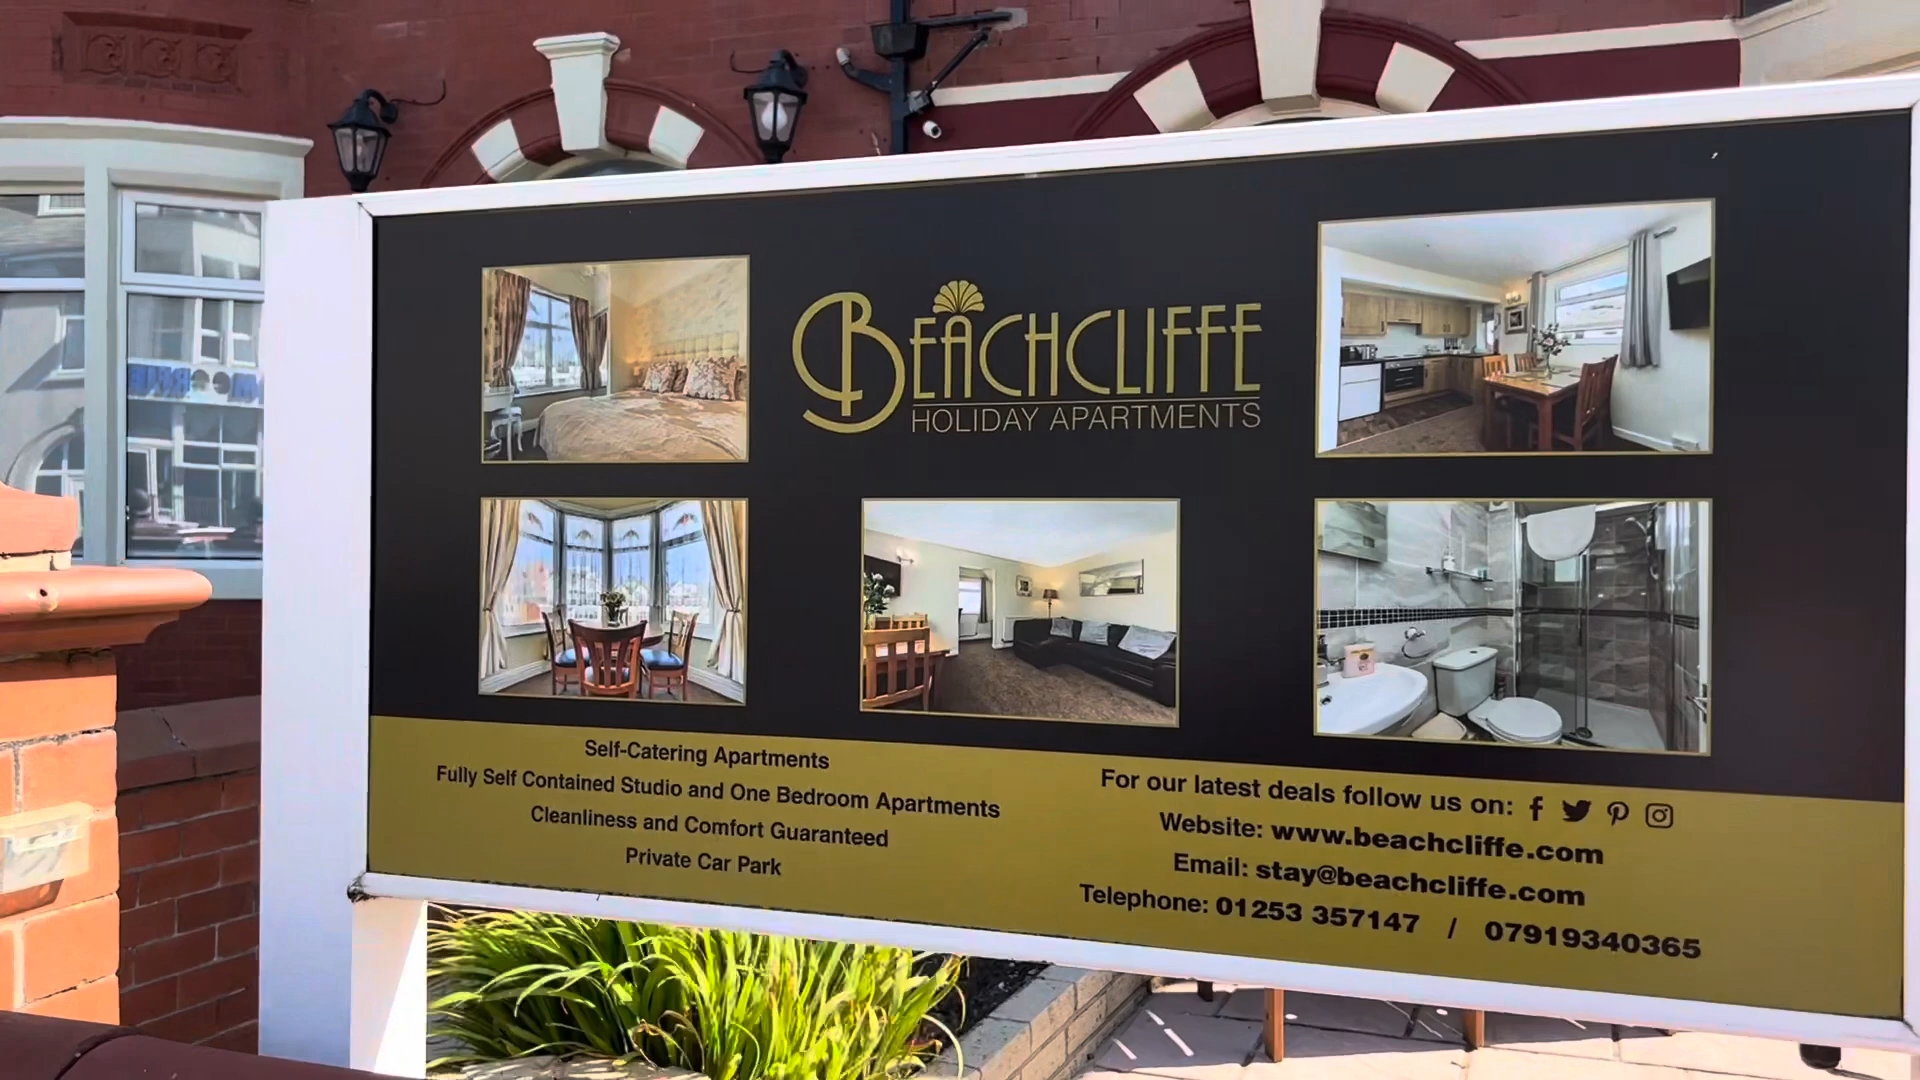 BEACHCLIFFE
HOLIDAY APARTMENTS
Self-Catering Apartments
Fully Self Contained Studio and One Bedroom Apartments
Cleanliness and Comfort Guaranteed
Private Car Park
For our latest deals follow us on:
Website: www.beachcliffe.com
Email: stay@beachcliffe.com
Telephone: 01253 357147 / 07919340365